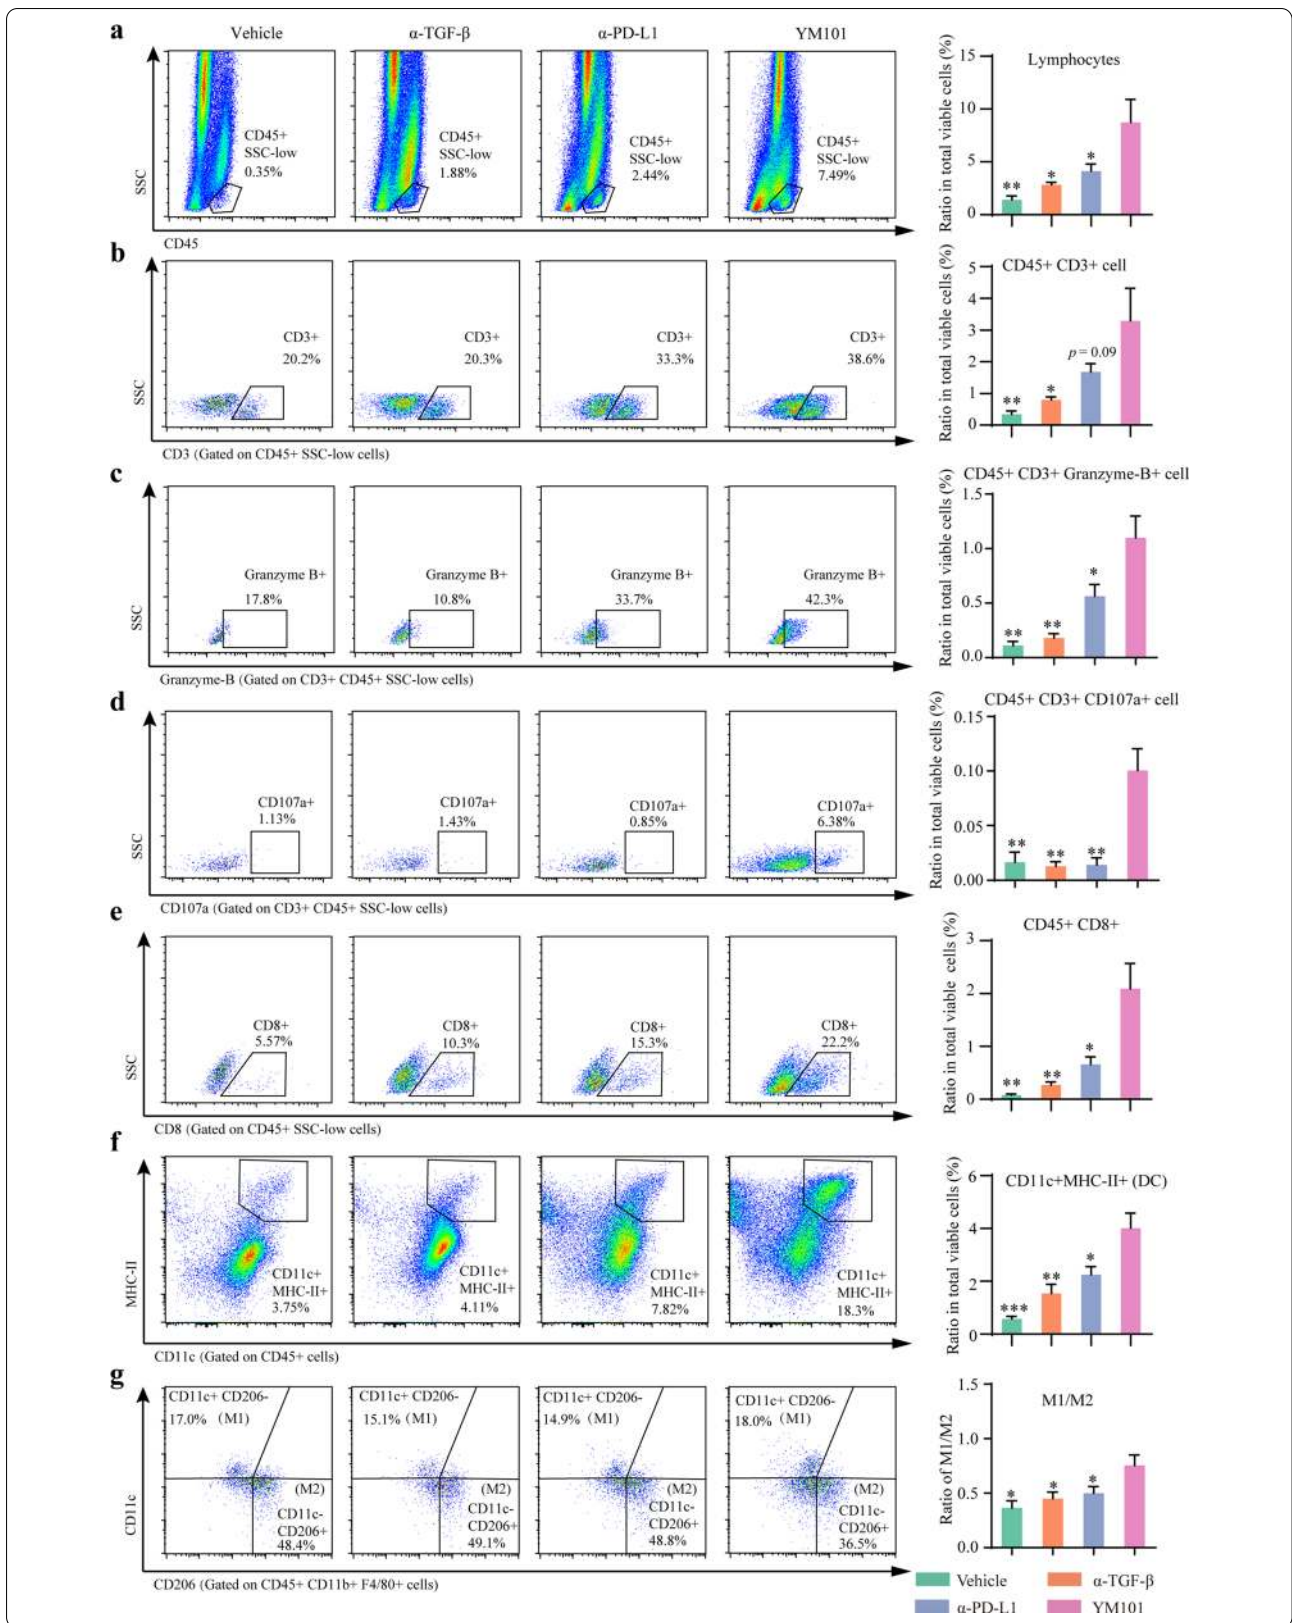 a
Vehicle
α-TGF-β
α-PD-L1
YM101
SSC
CD45+
SSC-low
0.35%
CD45+
SSC-low
1.88%
CD45+
SSC-low
2.44%
CD45+
SSC-low
7.49%
CD45
Ratio in total viable cells (%)
Lymphocytes
15
10
5
0
**
*
*
b
SSC
CD3+
20.2%
CD3+
20.3%
CD3+
33.3%
CD3+
38.6%
CD3 (Gated on CD45+ SSC-low cells)
Ratio in total viable cells (%)
CD45+ CD3+ cell
5
4
3
2
1
0
**
*
p = 0.09
c
SSC
Granzyme B+
17.8%
Granzyme B+
10.8%
Granzyme B+
33.7%
Granzyme B+
42.3%
Granzyme-B (Gated on CD3+ CD45+ SSC-low cells)
Ratio in total viable cells (%)
CD45+ CD3+ Granzyme-B+ cell
1.5
1.0
0.5
0.0
**
**
*
d
SSC
CD107a+
1.13%
CD107a+
1.43%
CD107a+
0.85%
CD107a+
6.38%
CD107a (Gated on CD3+ CD45+ SSC-low cells)
Ratio in total viable cells (%)
CD45+ CD3+ CD107a+ cell
0.15
0.10
0.05
0.00
**
**
**
e
SSC
CD8+
5.57%
CD8+
10.3%
CD8+
15.3%
CD8+
22.2%
CD8 (Gated on CD45+ SSC-low cells)
Ratio in total viable cells (%)
CD45+ CD8+
3
2
1
0
**
**
*
f
MHC-II
CD11c+
MHC-II+
3.75%
CD11c+
MHC-II+
4.11%
CD11c+
MHC-II+
7.82%
CD11c+
MHC-II+
18.3%
CD11c (Gated on CD45+ cells)
Ratio in total viable cells (%)
CD11c+MHC-II+ (DC)
6
4
2
0
***
**
*
g
CD11c
CD11c+ CD206-
17.0% (M1)
(M2)
CD11c-
CD206+
48.4%
CD11c+ CD206-
15.1% (M1)
(M2)
CD11c-
CD206+
49.1%
CD11c+ CD206-
14.9% (M1)
(M2)
CD11c-
CD206+
48.8%
CD11c+ CD206-
18.0% (M1)
(M2)
CD11c-
CD206+
36.5%
CD206 (Gated on CD45+ CD11b+ F4/80+ cells)
Ratio of M1/M2
M1/M2
1.5
1.0
0.5
0.0
*
*
*
Vehicle
α-TGF-β
α-PD-L1
YM101